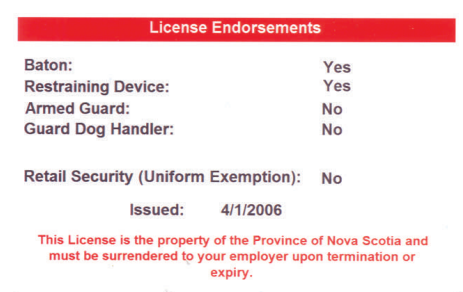 License Endorsements
Baton: Yes
Restraining Device: Yes
Armed Guard: No
Guard Dog Handler: No
Retail Security (Uniform Exemption): No
Issued: 4/1/2006
This License is the property of the Province of Nova Scotia and
must be surrendered to your employer upon termination or
expiry.